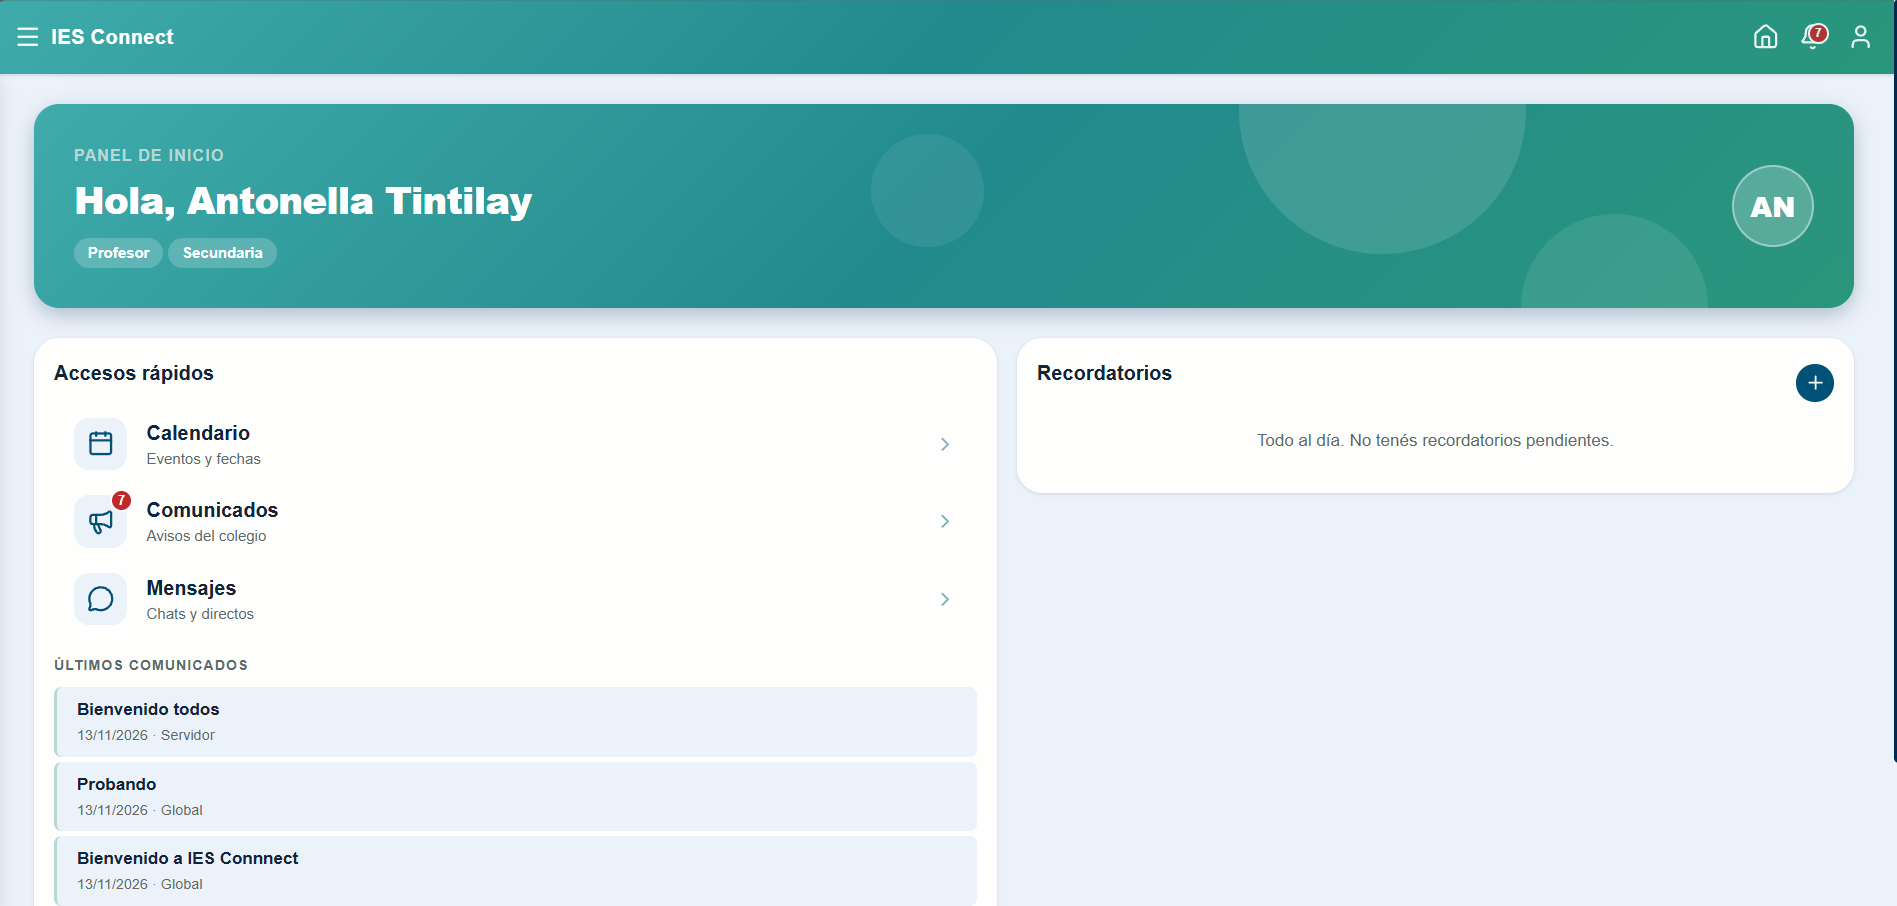 IES Connect
7
PANEL DE INICIO
Hola, Antonella Tintilay
Profesor
Secundaria
AN
Accesos rápidos
Calendario
Eventos y fechas
7
Comunicados
Avisos del colegio
Mensajes
Chats y directos
ÚLTIMOS COMUNICADOS
Bienvenido todos
13/11/2026 · Servidor
Probando
13/11/2026 · Global
Bienvenido a IES Connnect
13/11/2026 · Global
Recordatorios
Todo al día. No tenés recordatorios pendientes.